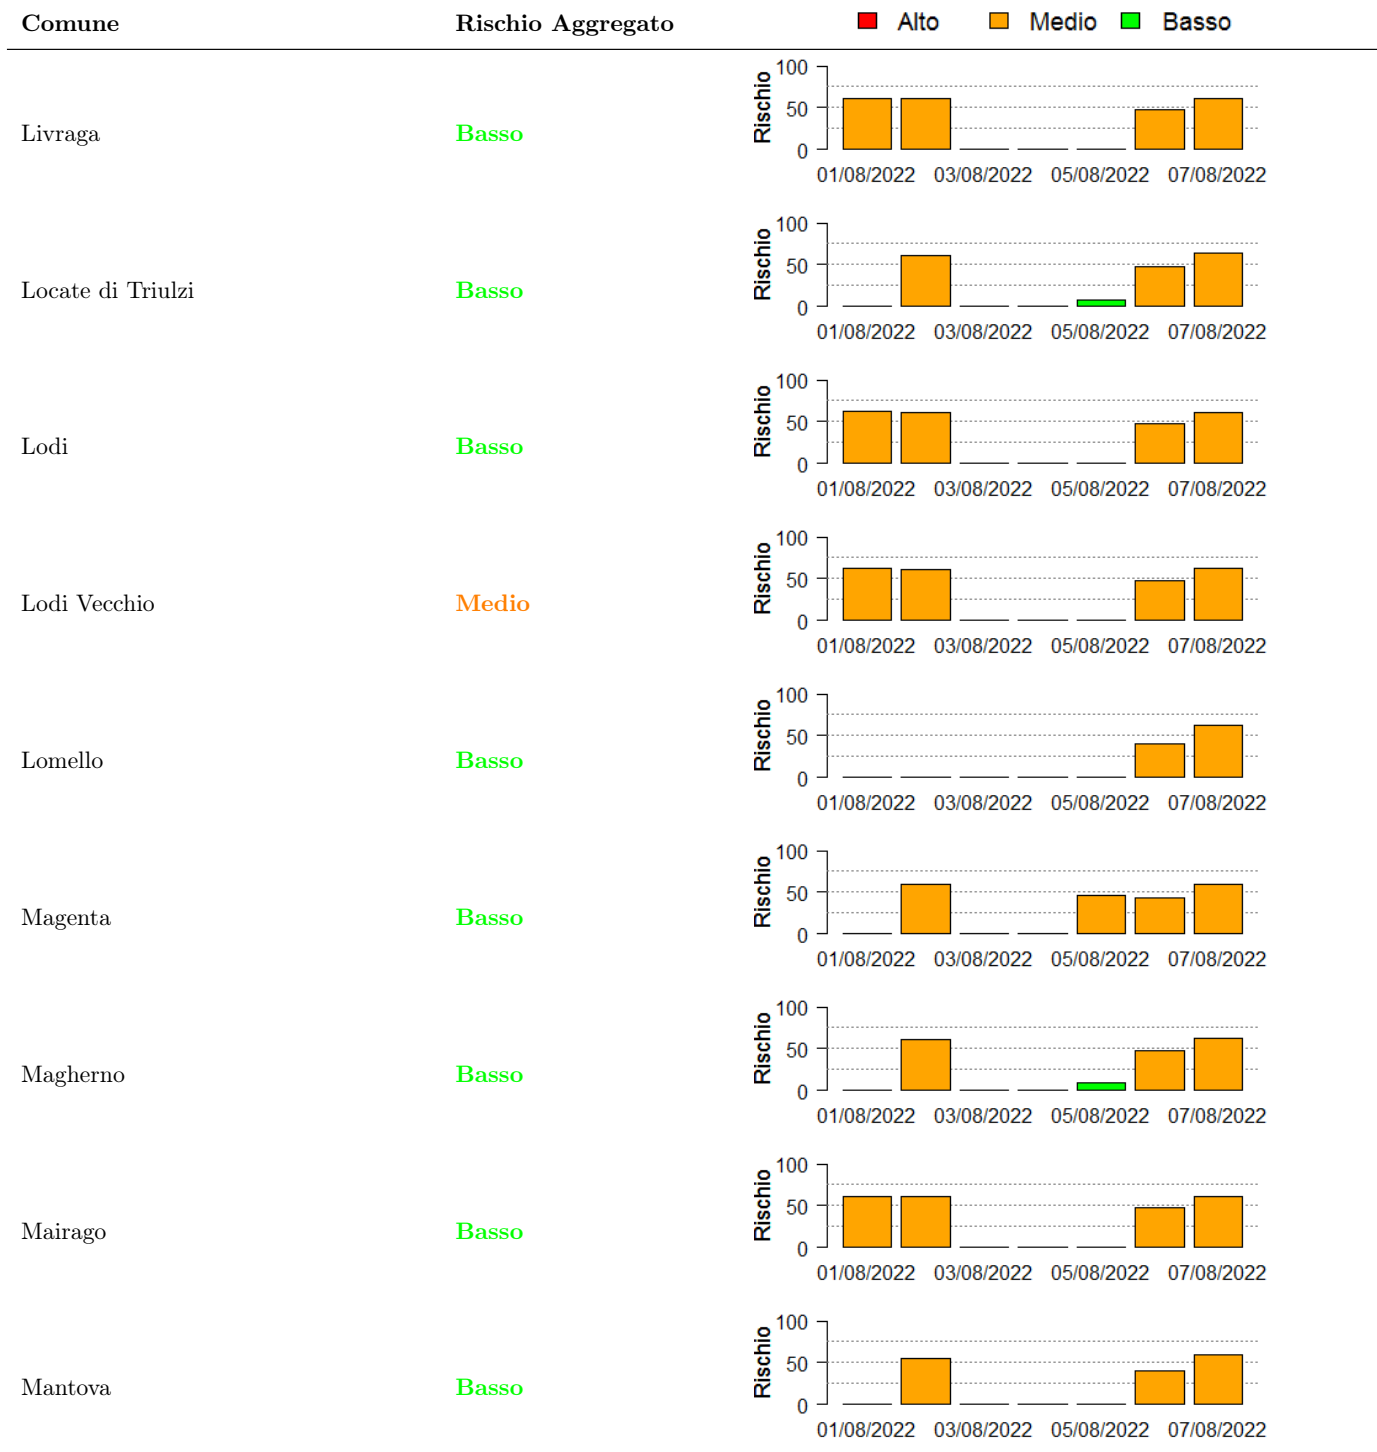 Comune Rischio Aggregato Alto Medio Basso
100
50
0
Rischio
Livraga Basso
01/08/2022 03/08/2022 05/08/2022 07/08/2022
100
50
0
Rischio
Locate di Triulzi Basso
01/08/2022 03/08/2022 05/08/2022 07/08/2022
100
50
0
Rischio
Lodi Basso
01/08/2022 03/08/2022 05/08/2022 07/08/2022
100
50
0
Rischio
Lodi Vecchio Medio
01/08/2022 03/08/2022 05/08/2022 07/08/2022
100
50
0
Rischio
Lomello Basso
01/08/2022 03/08/2022 05/08/2022 07/08/2022
100
50
0
Rischio
Magenta Basso
01/08/2022 03/08/2022 05/08/2022 07/08/2022
100
50
0
Rischio
Magherno Basso
01/08/2022 03/08/2022 05/08/2022 07/08/2022
100
50
0
Rischio
Mairago Basso
01/08/2022 03/08/2022 05/08/2022 07/08/2022
100
50
0
Rischio
Mantova Basso
01/08/2022 03/08/2022 05/08/2022 07/08/2022